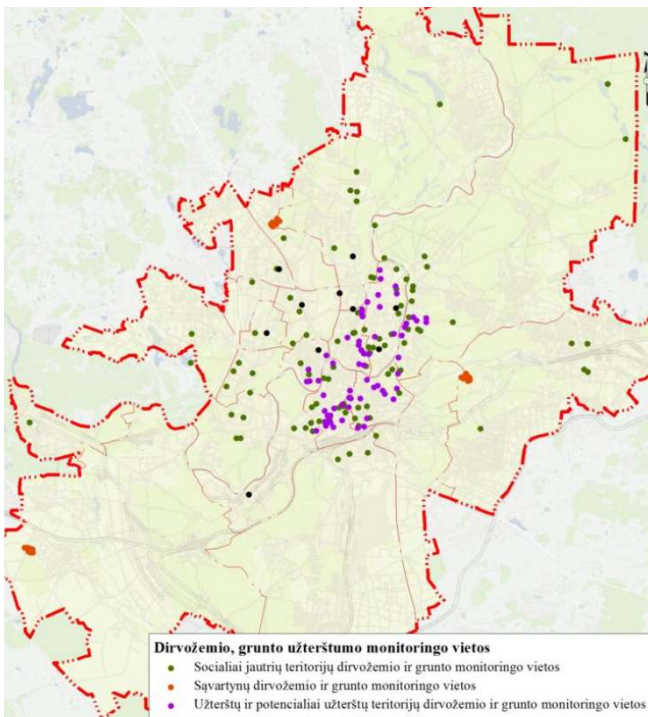 Dirvožemio, grunto užterštumo monitoringo vietos
Socialiai jautrių teritorijų dirvožemio ir grunto monitoringo vietos
Sąvartynų dirvožemio ir grunto monitoringo vietos
Užterštų ir potencialiai užterštų teritorijų dirvožemio ir grunto monitoringo vietos